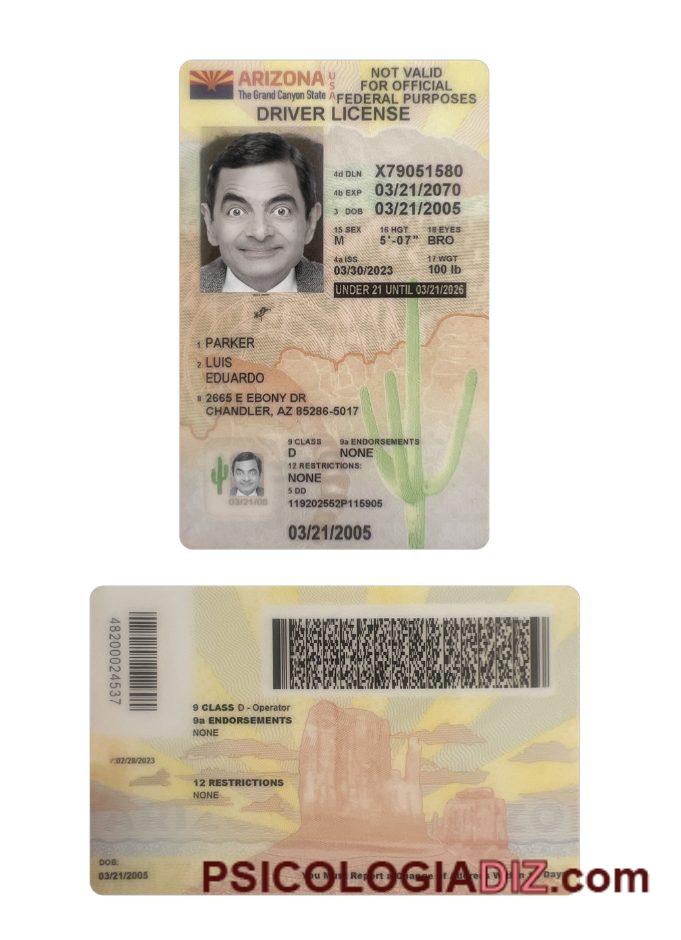 ARIZONA USA
The Grand Canyon State
NOT VALID
FOR OFFICIAL
FEDERAL PURPOSES
DRIVER LICENSE
4d DLN X79051580
4b EXP 03/21/2070
3 DOB 03/21/2005
15 SEX 16 HGT 18 EYES
M 5'-07" BRO
4a ISS 17 WGT
03/30/2023 100 lb
UNDER 21 UNTIL 03/21/2026
1 PARKER
2 LUIS
EDUARDO
8 2665 E EBONY DR
CHANDLER, AZ 85286-5017
9 CLASS 9a ENDORSEMENTS
D NONE
12 RESTRICTIONS:
NONE
5 DD
119202552P115905
03/21/05
03/21/2005
48200024537
9 CLASS D - Operator
9a ENDORSEMENTS
NONE
02/28/2023
12 RESTRICTIONS
NONE
DOB:
03/21/2005
You Must Report a Change of Address Within Days
PSICOLOGIADIZ.com